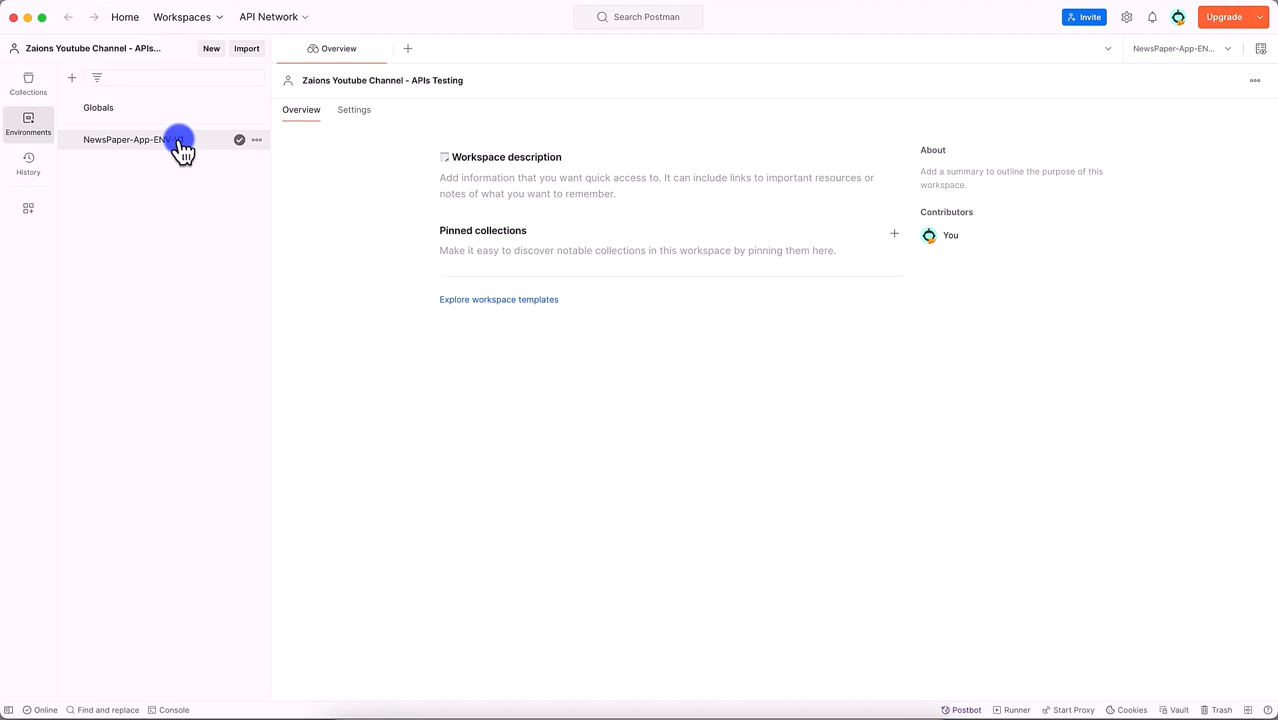 Home Workspaces API Network Search Postman Invite Upgrade
Zaions Youtube Channel - APIs... New Import Overview NewsPaper-App-EN...
Collections
Environments
History
Globals
NewsPaper-App-ENV-V1
Zaions Youtube Channel - APIs Testing
Overview Settings
Workspace description
Add information that you want quick access to. It can include links to important resources or
notes of what you want to remember.
Pinned collections
Make it easy to discover notable collections in this workspace by pinning them here.
Explore workspace templates
About
Add a summary to outline the purpose of this
workspace.
Contributors
You
Online Find and replace Console Postbot Runner Start Proxy Cookies Vault Trash